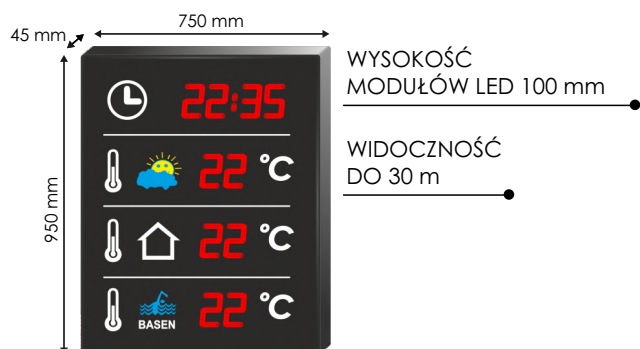 750 mm
45 mm
950 mm
22:35
22 °C
22 °C
22 °C
BASEN
WYSOKOŚĆ
MODUŁÓW LED 100 mm
WIDOCZNOŚĆ
DO 30 m